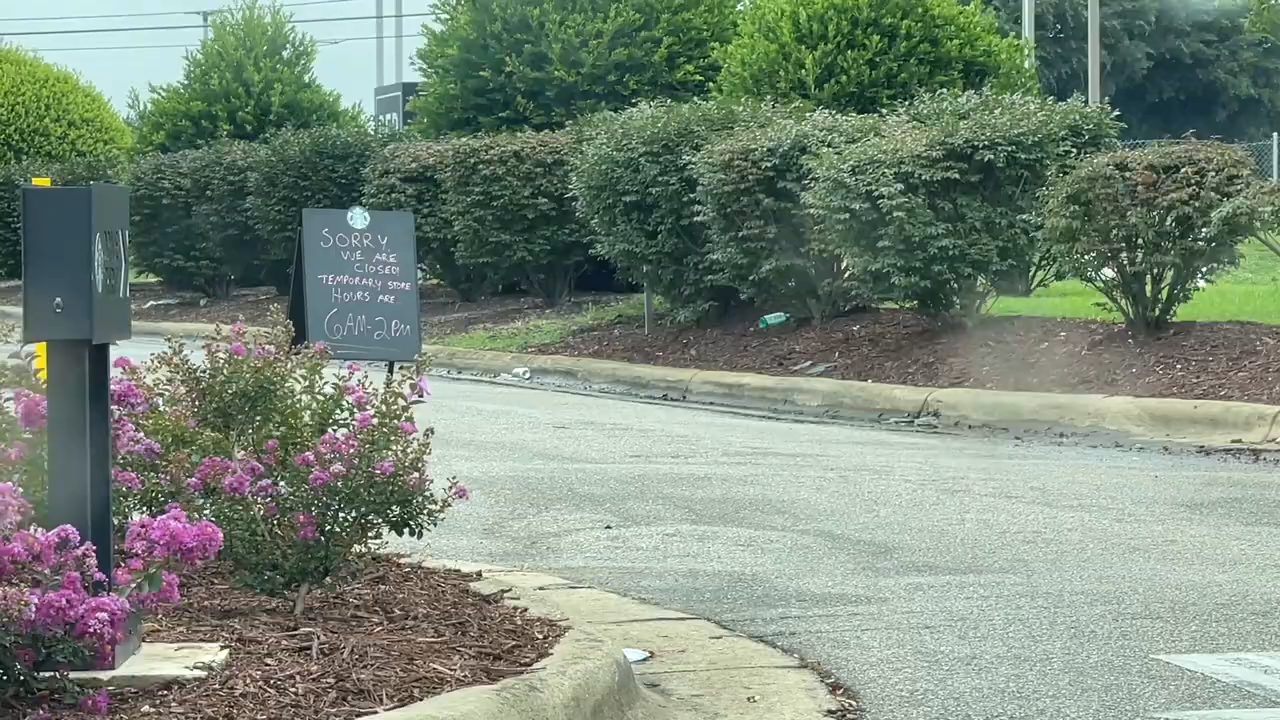 SORRY,
WE ARE
CLOSED!
TEMPORARY STORE
HOURS ARE
6AM-2PM